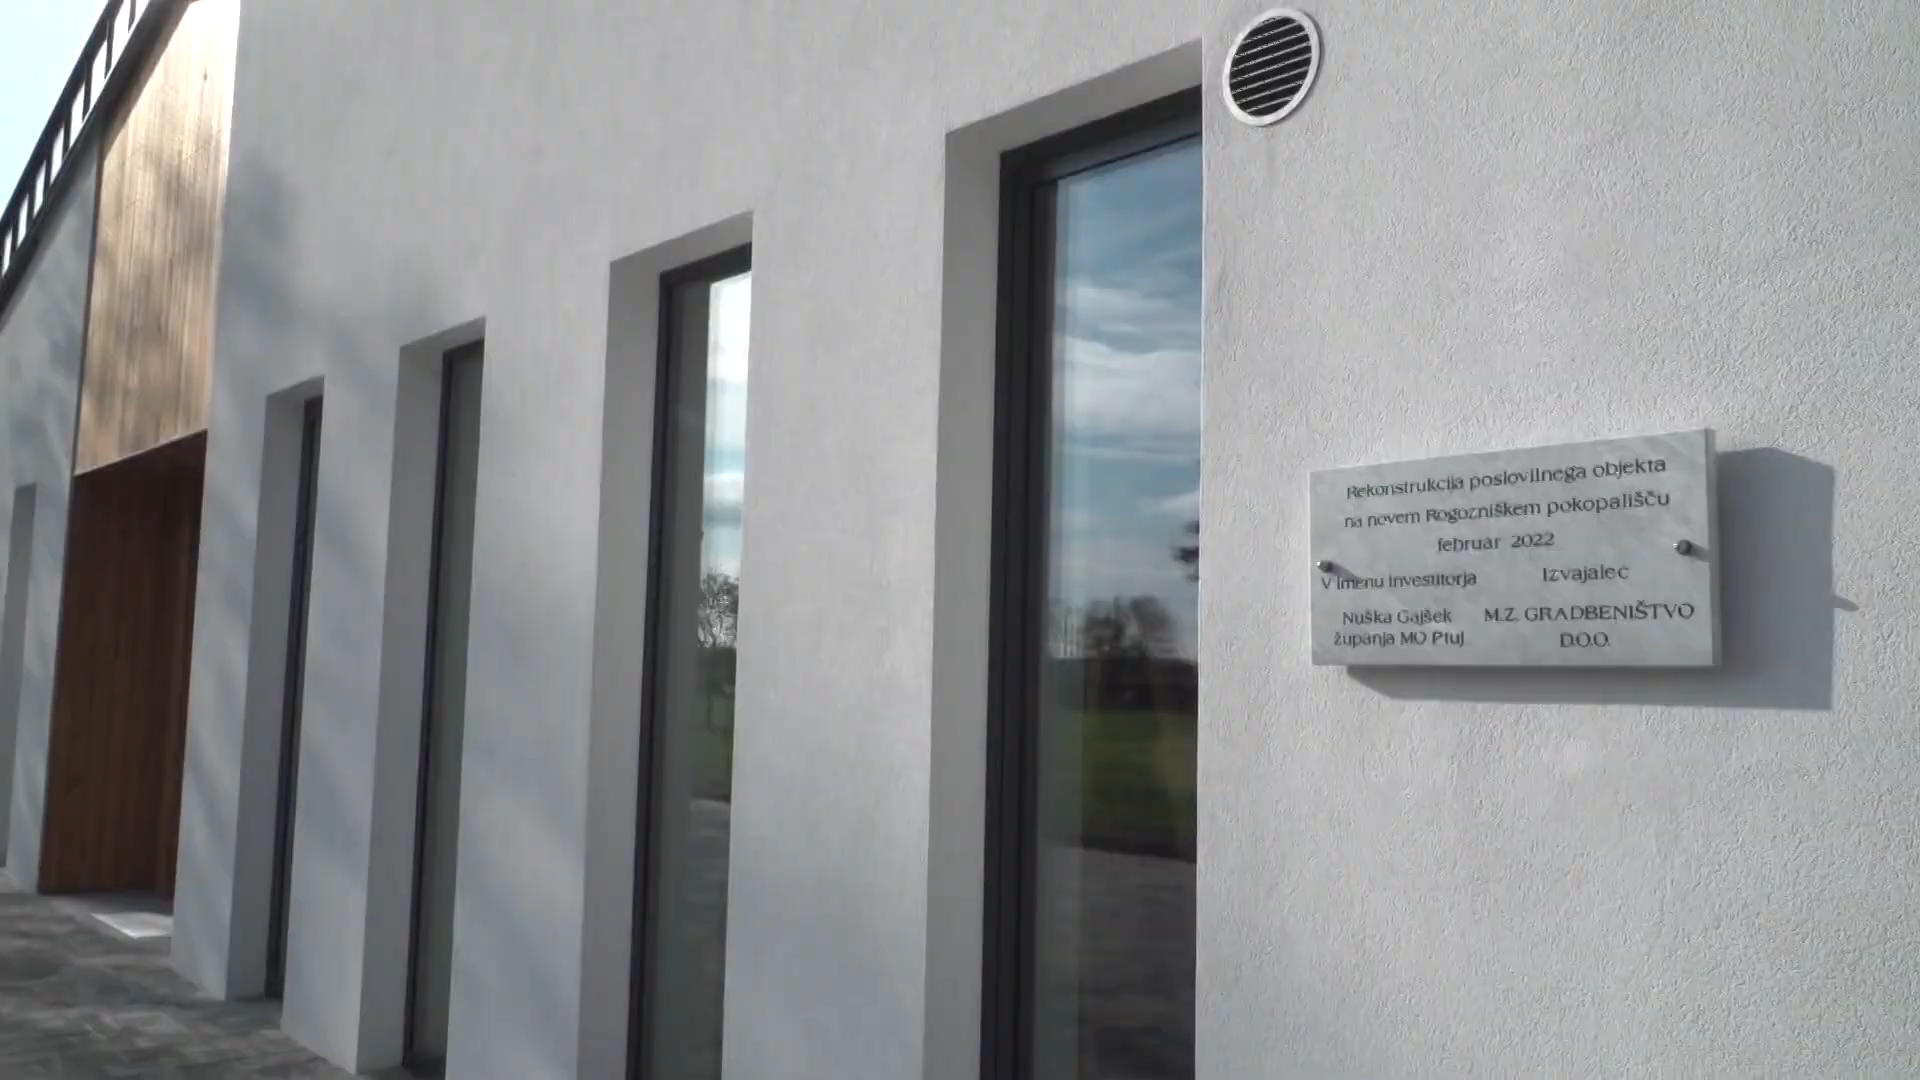 Rekonstrukcija poslovilnega objekta
na novem Rogozniškem pokopališču
februar 2022
V imenu investitorja Izvajalec
Nuška Gajšek M.Z. GRADBENIŠTVO
županja MO Ptuj D.O.O.